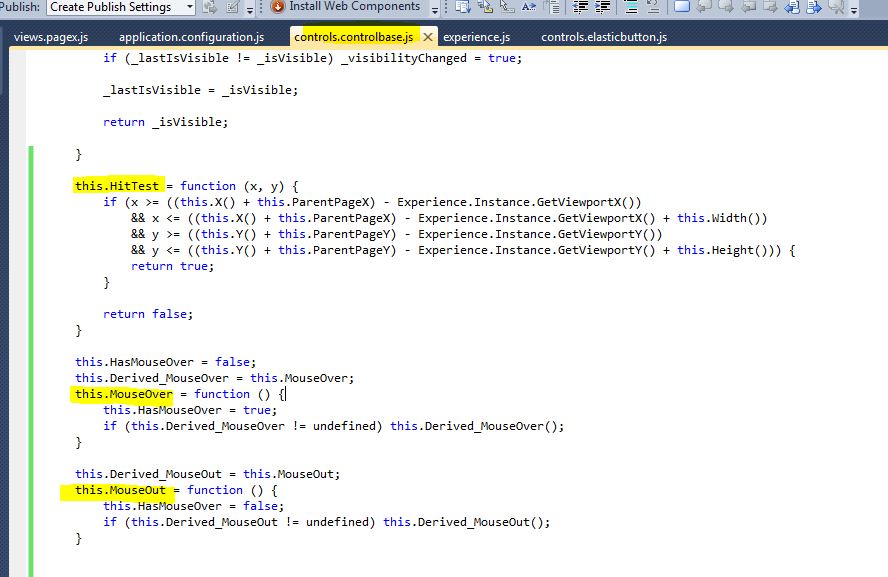 Publish: Create Publish Settings Install Web Components
views.pagex.js application.configuration.js controls.controlbase.js experience.js controls.elasticbutton.js
if (_lastIsVisible != _isVisible) _visibilityChanged = true;
_lastIsVisible = _isVisible;
return _isVisible;
}
this.HitTest = function (x, y) {
if (x >= ((this.X() + this.ParentPageX) - Experience.Instance.GetViewportX())
&& x <= ((this.X() + this.ParentPageX) - Experience.Instance.GetViewportX() + this.Width())
&& y >= ((this.Y() + this.ParentPageY) - Experience.Instance.GetViewportY())
&& y <= ((this.Y() + this.ParentPageY) - Experience.Instance.GetViewportY() + this.Height())) {
return true;
}
return false;
}
this.HasMouseOver = false;
this.Derived_MouseOver = this.MouseOver;
this.MouseOver = function () {
this.HasMouseOver = true;
if (this.Derived_MouseOver != undefined) this.Derived_MouseOver();
}
this.Derived_MouseOut = this.MouseOut;
this.MouseOut = function () {
this.HasMouseOver = false;
if (this.Derived_MouseOut != undefined) this.Derived_MouseOut();
}